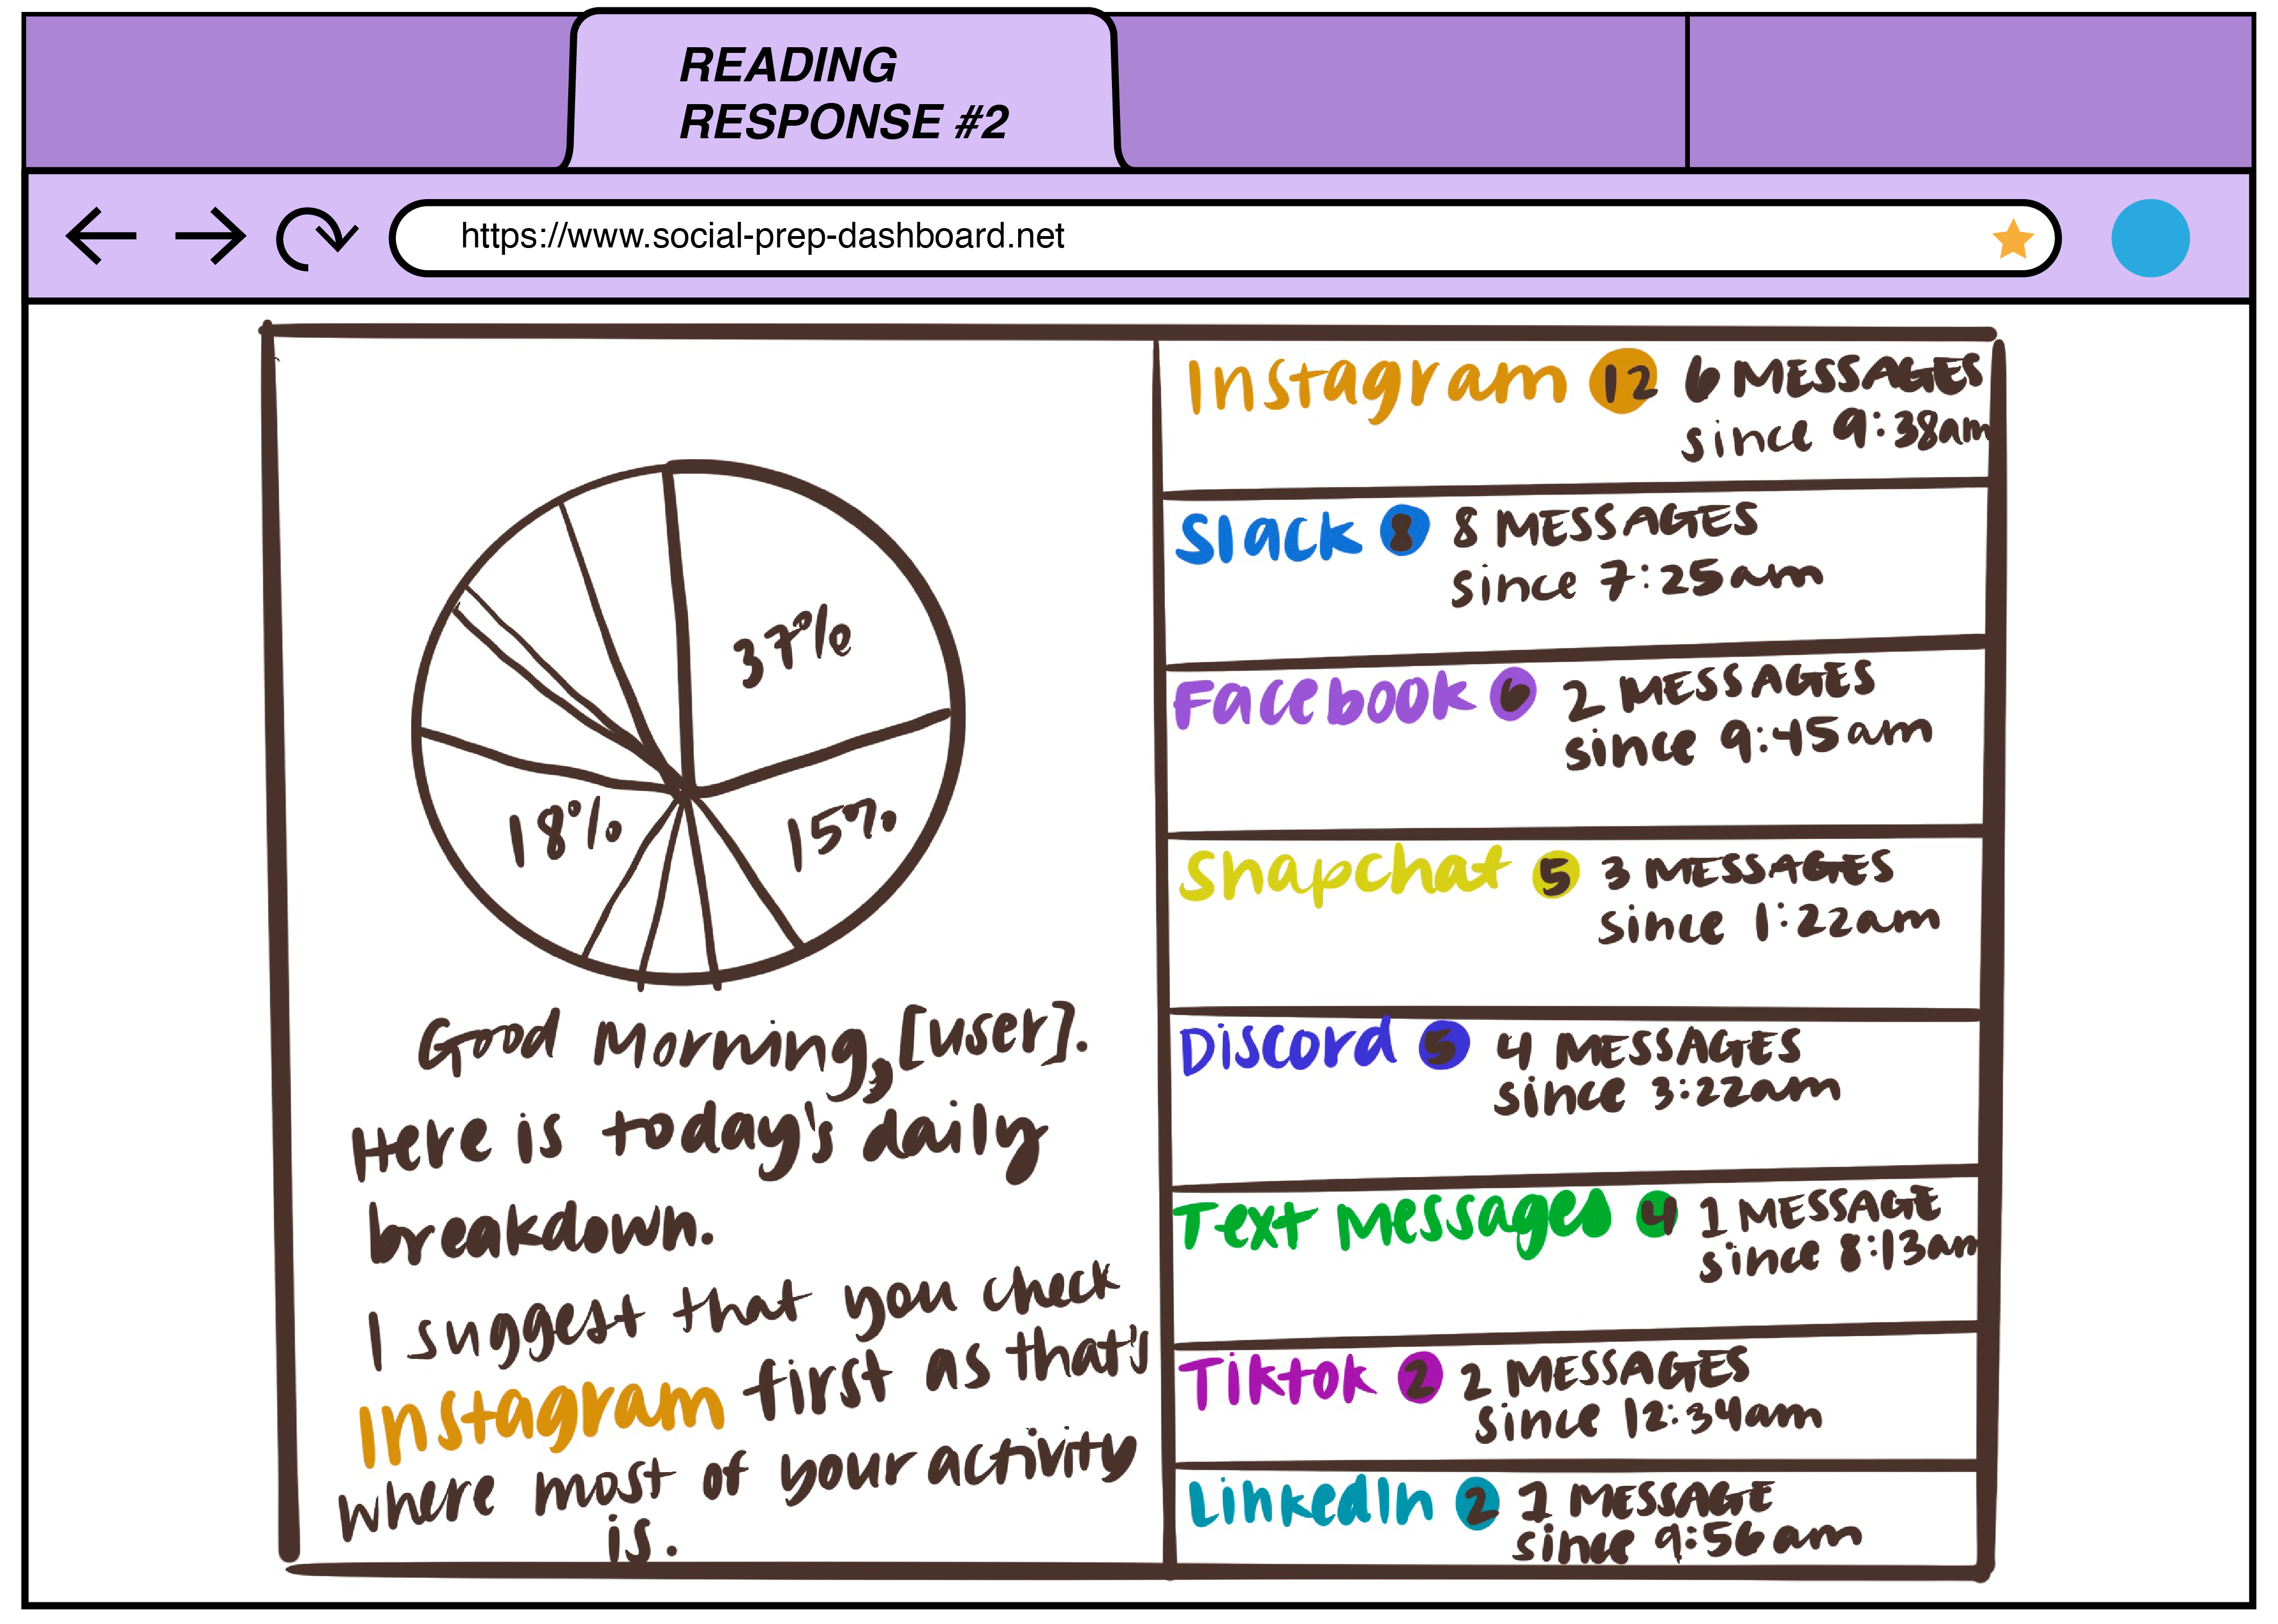 READING
RESPONSE #2
https://www.social-prep-dashboard.net
37%
18%
15%
Good Morning, [user].
Here is today's daily
breakdown.
I suggest that you check
Instagram first as that's
where most of your activity
is.
Instagram 12 6 MESSAGES
since 9:38am
Slack 8 8 MESSAGES
since 7:25am
Facebook 6 2 MESSAGES
since 9:45am
Snapchat 5 3 MESSAGES
since 1:22am
Discord 5 4 MESSAGES
since 3:22am
Text Messages 4 1 MESSAGE
since 8:13am
Tiktok 2 2 MESSAGES
since 12:34am
LinkedIn 2 1 MESSAGE
since 9:56am